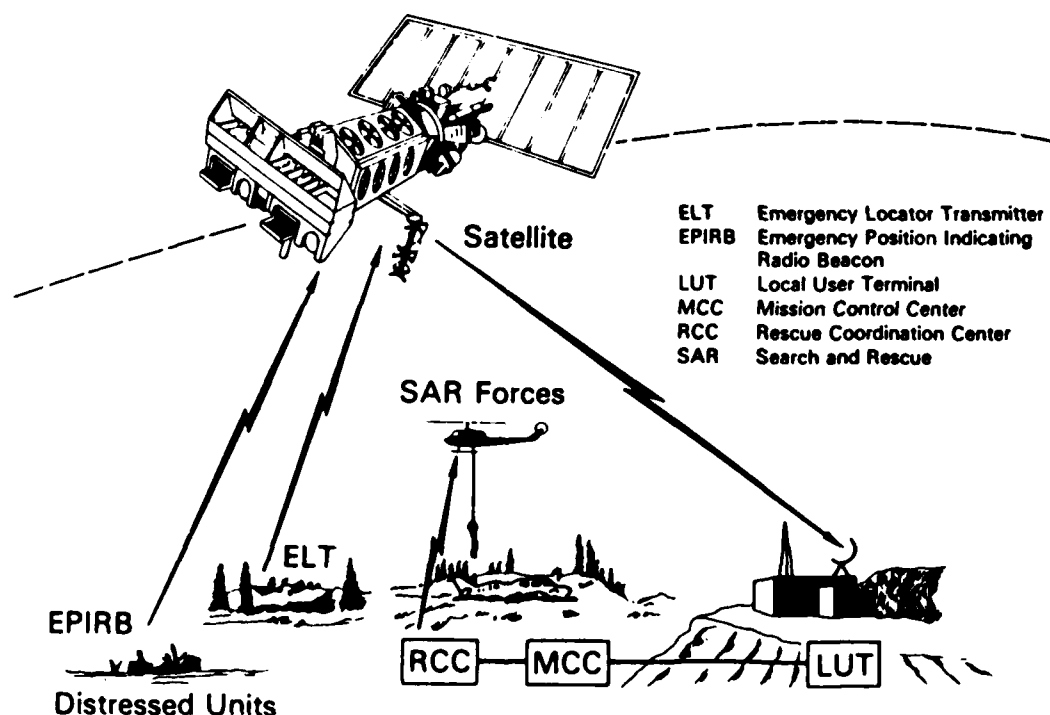 Satellite
ELT Emergency Locator Transmitter
EPIRB Emergency Position Indicating
Radio Beacon
LUT Local User Terminal
MCC Mission Control Center
RCC Rescue Coordination Center
SAR Search and Rescue
SAR Forces
ELT
EPIRB
RCC MCC LUT
Distressed Units